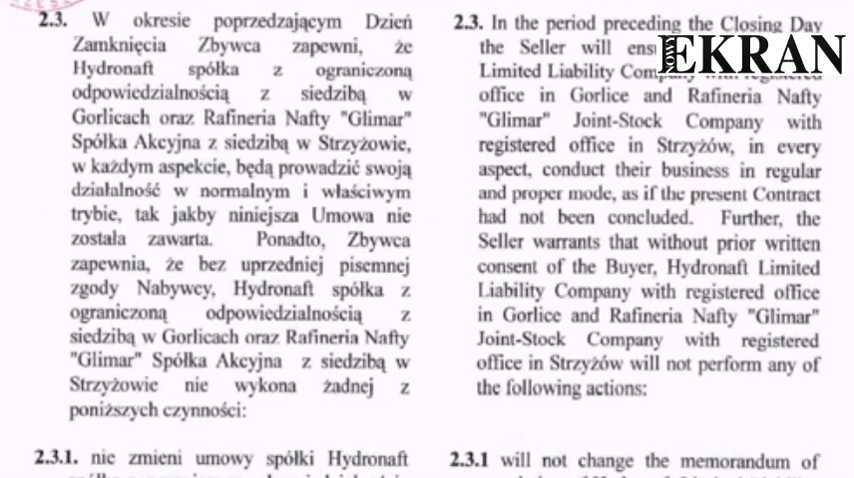 2.3. W okresie poprzedzającym Dzień
Zamknięcia Zbywca zapewni, że
Hydronaft spółka z ograniczoną
odpowiedzialnością z siedzibą w
Gorlicach oraz Rafineria Nafty "Glimar"
Spółka Akcyjna z siedzibą w Strzyżowie,
w każdym aspekcie, będą prowadzić swoją
działalność w normalnym i właściwym
trybie, tak jakby niniejsza Umowa nie
została zawarta. Ponadto, Zbywca
zapewnia, że bez uprzedniej pisemnej
zgody Nabywcy, Hydronaft spółka z
ograniczoną odpowiedzialnością z
siedzibą w Gorlicach oraz Rafineria Nafty
"Glimar" Spółka Akcyjna z siedzibą w
Strzyżowie nie wykona żadnej z
poniższych czynności:
2.3.1. nie zmieni umowy spółki Hydronaft
2.3. In the period preceding the Closing Day
the Seller will
Limited Liability with registered
office in Gorlice and Rafineria Nafty
"Glimar" Joint-Stock Company with
registered office in Strzyżów, in every
aspect, conduct their business in regular
and proper mode, as if the present Contract
had not been concluded. Further, the
Seller warrants that without prior written
consent of the Buyer, Hydronaft Limited
Liability Company with registered office
in Gorlice and Rafineria Nafty "Glimar"
Joint-Stock Company with registered
office in Strzyżów will not perform any of
the following actions:
2.3.1 will not change the memorandum of
NOWY EKRAN